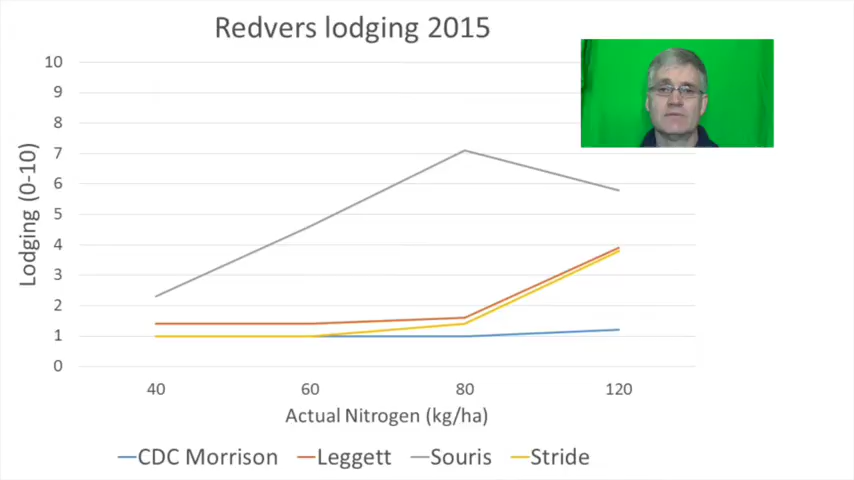 Redvers lodging 2015
10
9
8
7
6
5
4
3
2
1
0
Lodging (0-10)
40 60 80 120
Actual Nitrogen (kg/ha)
CDC Morrison Leggett Souris Stride